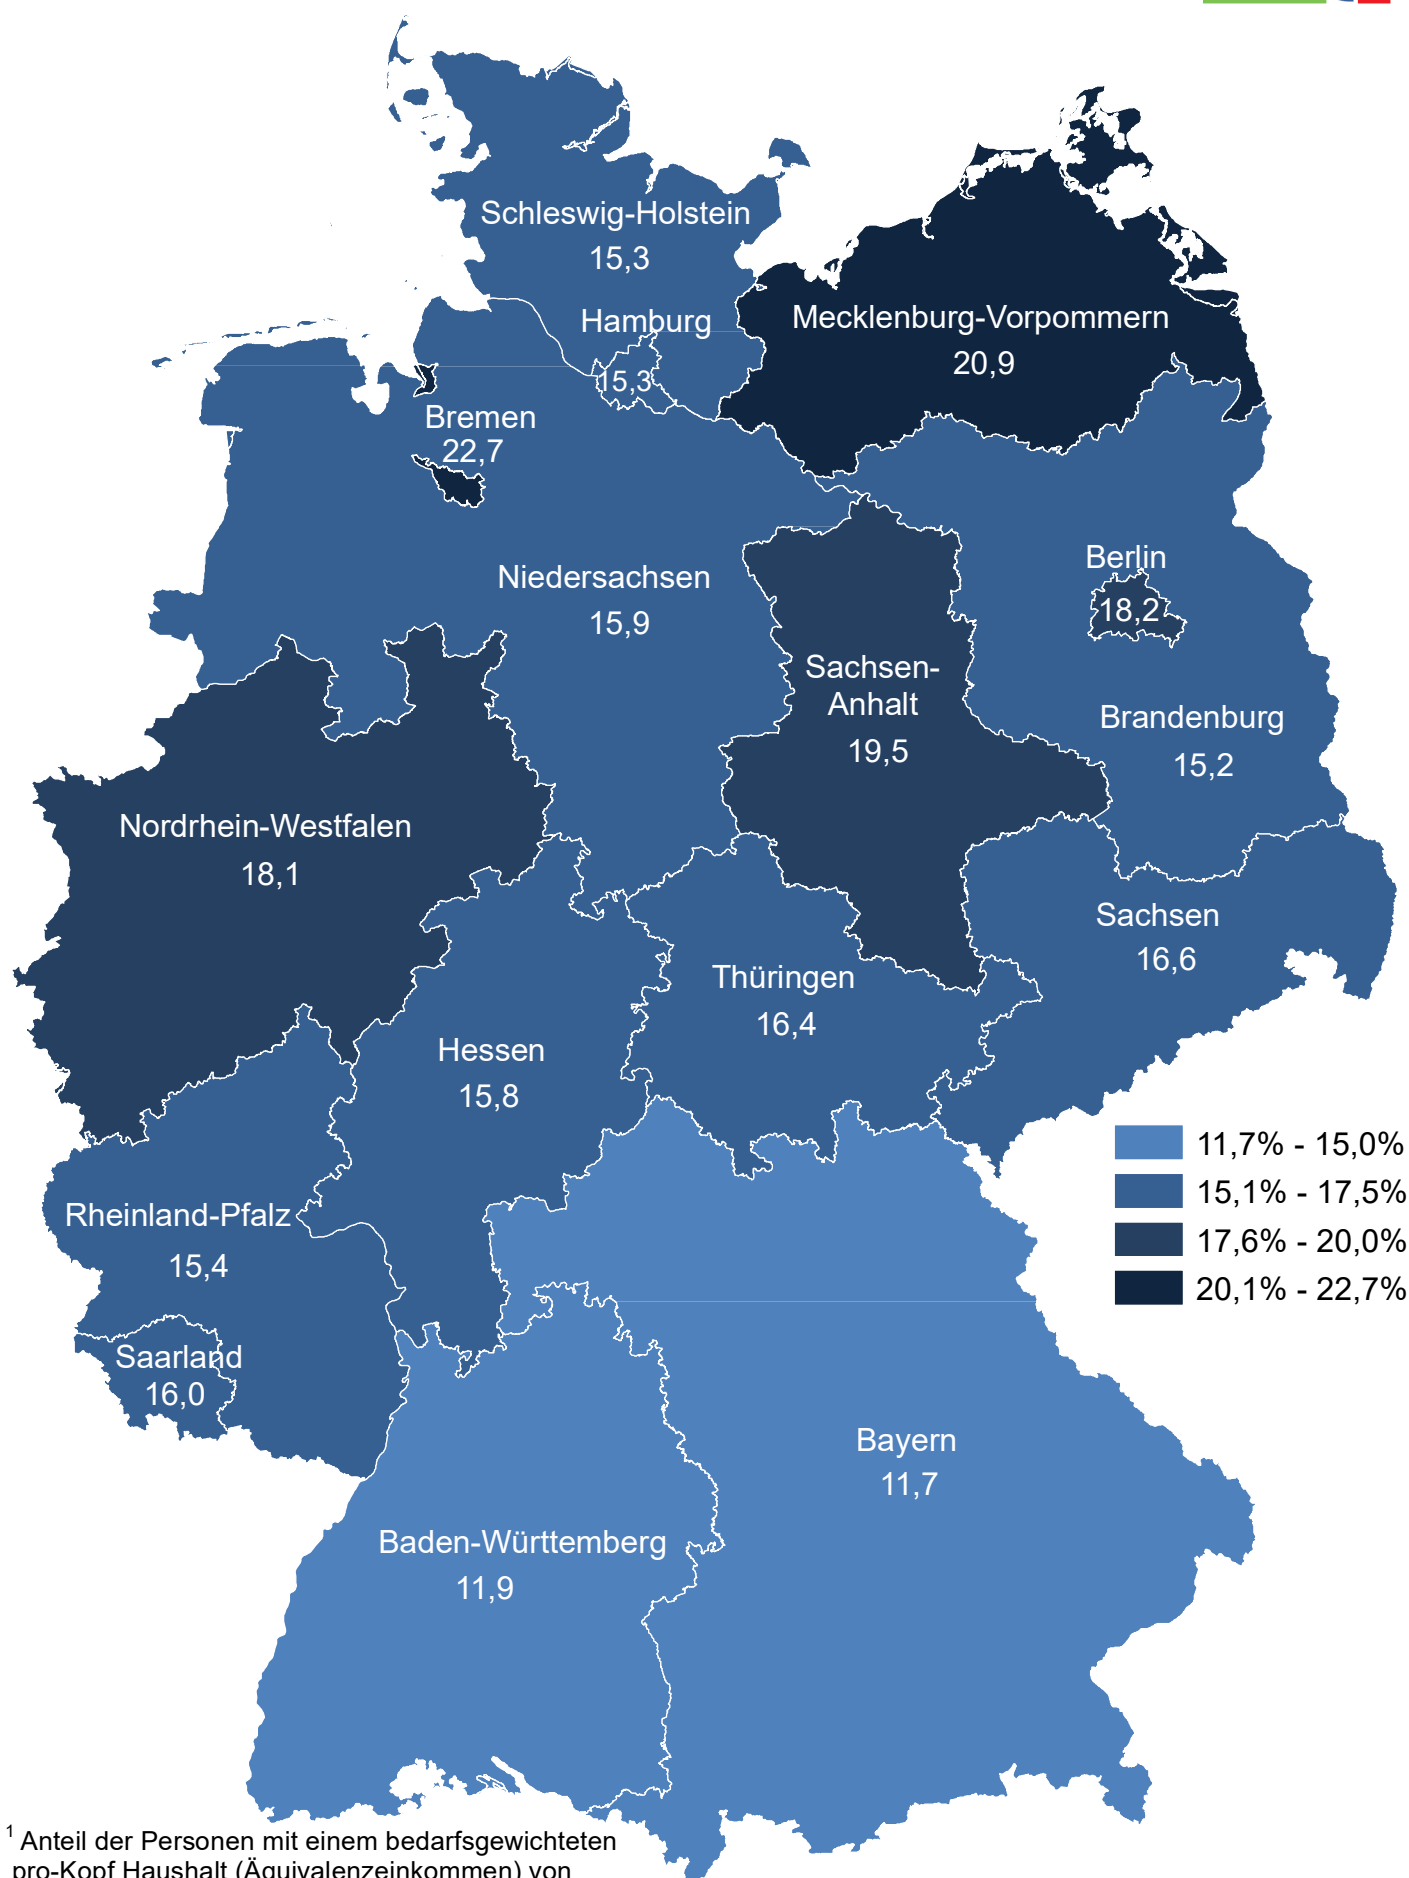 Schleswig-Holstein
15,3
Hamburg
15,3
Mecklenburg-Vorpommern
20,9
Bremen
22,7
Niedersachsen
15,9
Berlin
18,2
Sachsen-
Anhalt
19,5
Brandenburg
15,2
Nordrhein-Westfalen
18,1
Sachsen
16,6
Thüringen
16,4
Hessen
15,8
11,7% - 15,0%
15,1% - 17,5%
17,6% - 20,0%
20,1% - 22,7%
Rheinland-Pfalz
15,4
Saarland
16,0
Bayern
11,7
Baden-Württemberg
11,9
1 Anteil der Personen mit einem bedarfsgewichteten
pro-Kopf Haushalt (Äquivalenzeinkommen) von